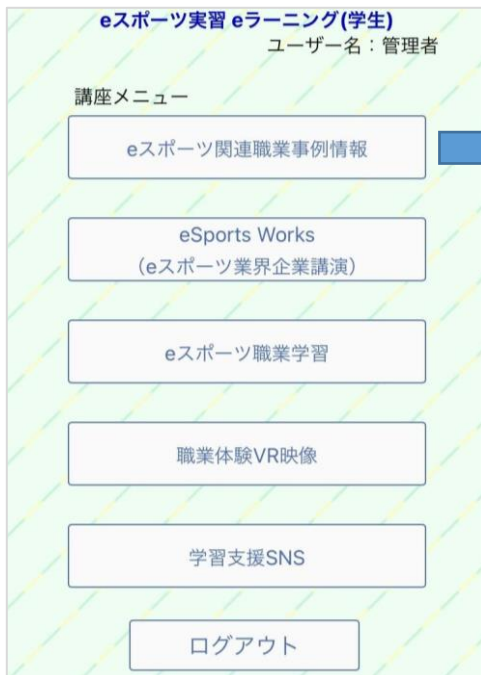 eスポーツ実習 eラーニング(学生)
ユーザー名：管理者
講座メニュー
eスポーツ関連職業事例情報
eSports Works
（eスポーツ業界企業講演）
eスポーツ職業学習
職業体験VR映像
学習支援SNS
ログアウト